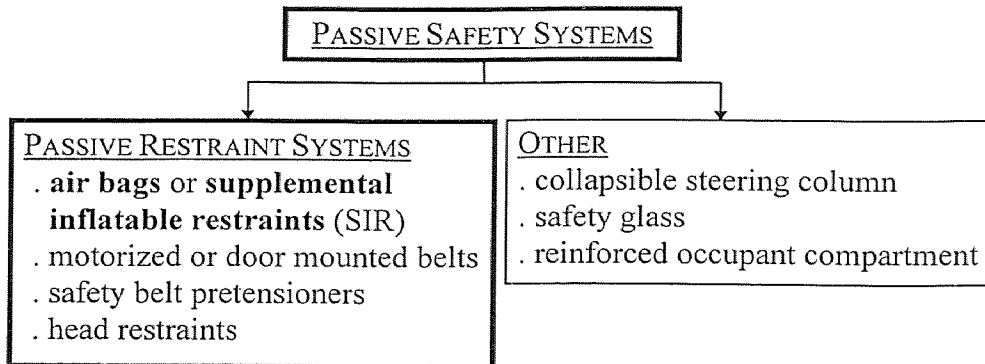 PASSIVE SAFETY SYSTEMS
PASSIVE RESTRAINT SYSTEMS
. air bags or supplemental
inflatable restraints (SIR)
. motorized or door mounted belts
. safety belt pretensioners
. head restraints
OTHER
. collapsible steering column
. safety glass
. reinforced occupant compartment